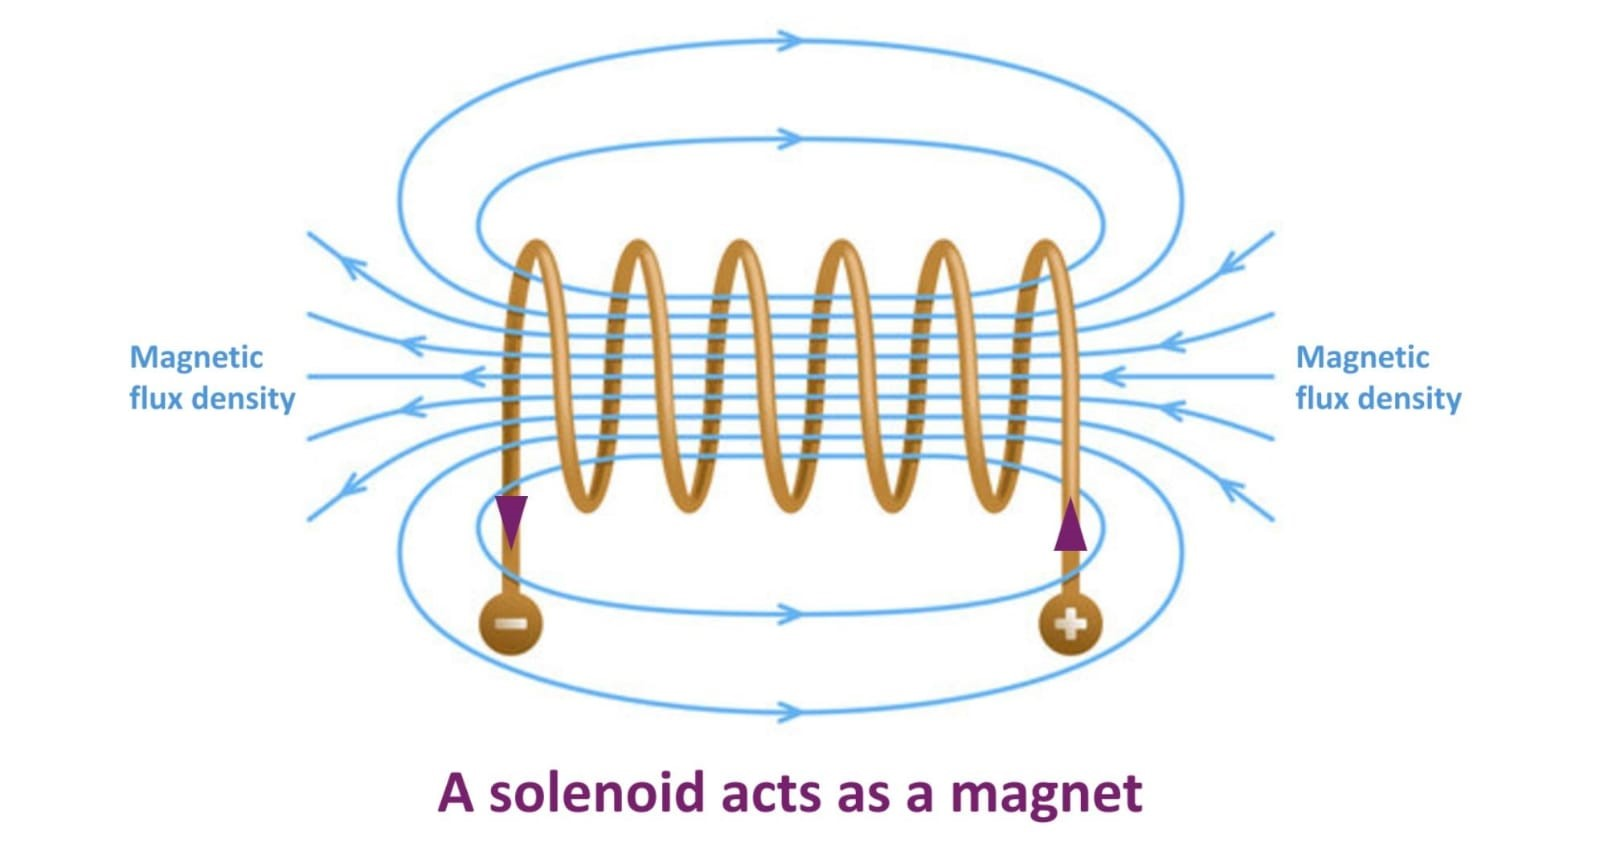 Magnetic
flux density
Magnetic
flux density
−
+
A solenoid acts as a magnet